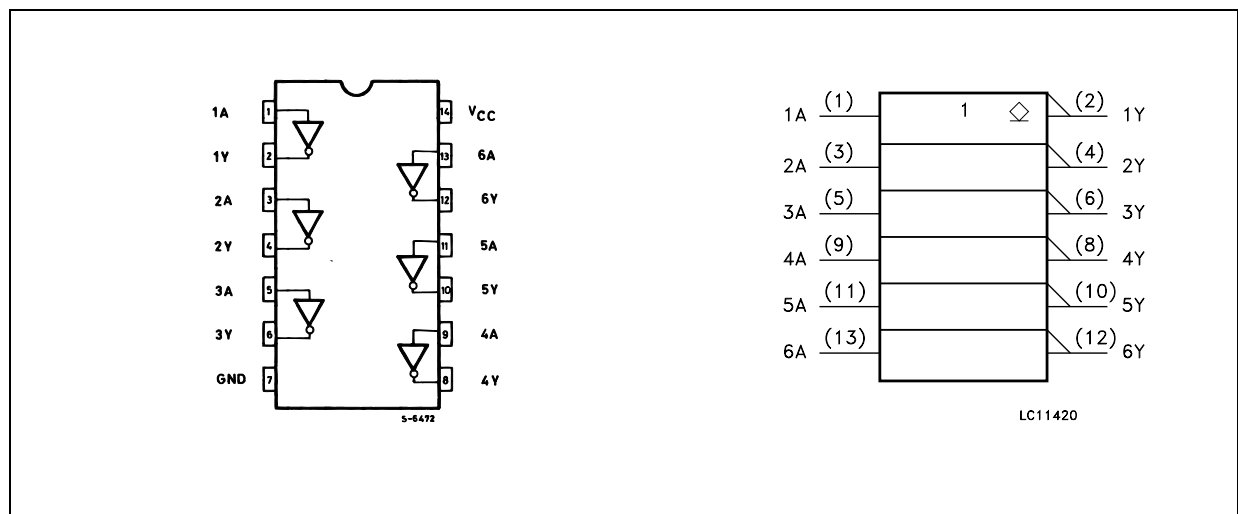 1A 1 14 VCC
1Y 2 13 6A
2A 3 12 6Y
2Y 4 11 5A
3A 5 10 5Y
3Y 6 9 4A
GND 7 8 4Y
S-6472
1A (1) 1 (2) 1Y
2A (3) (4) 2Y
3A (5) (6) 3Y
4A (9) (8) 4Y
5A (11) (10) 5Y
6A (13) (12) 6Y
LC11420